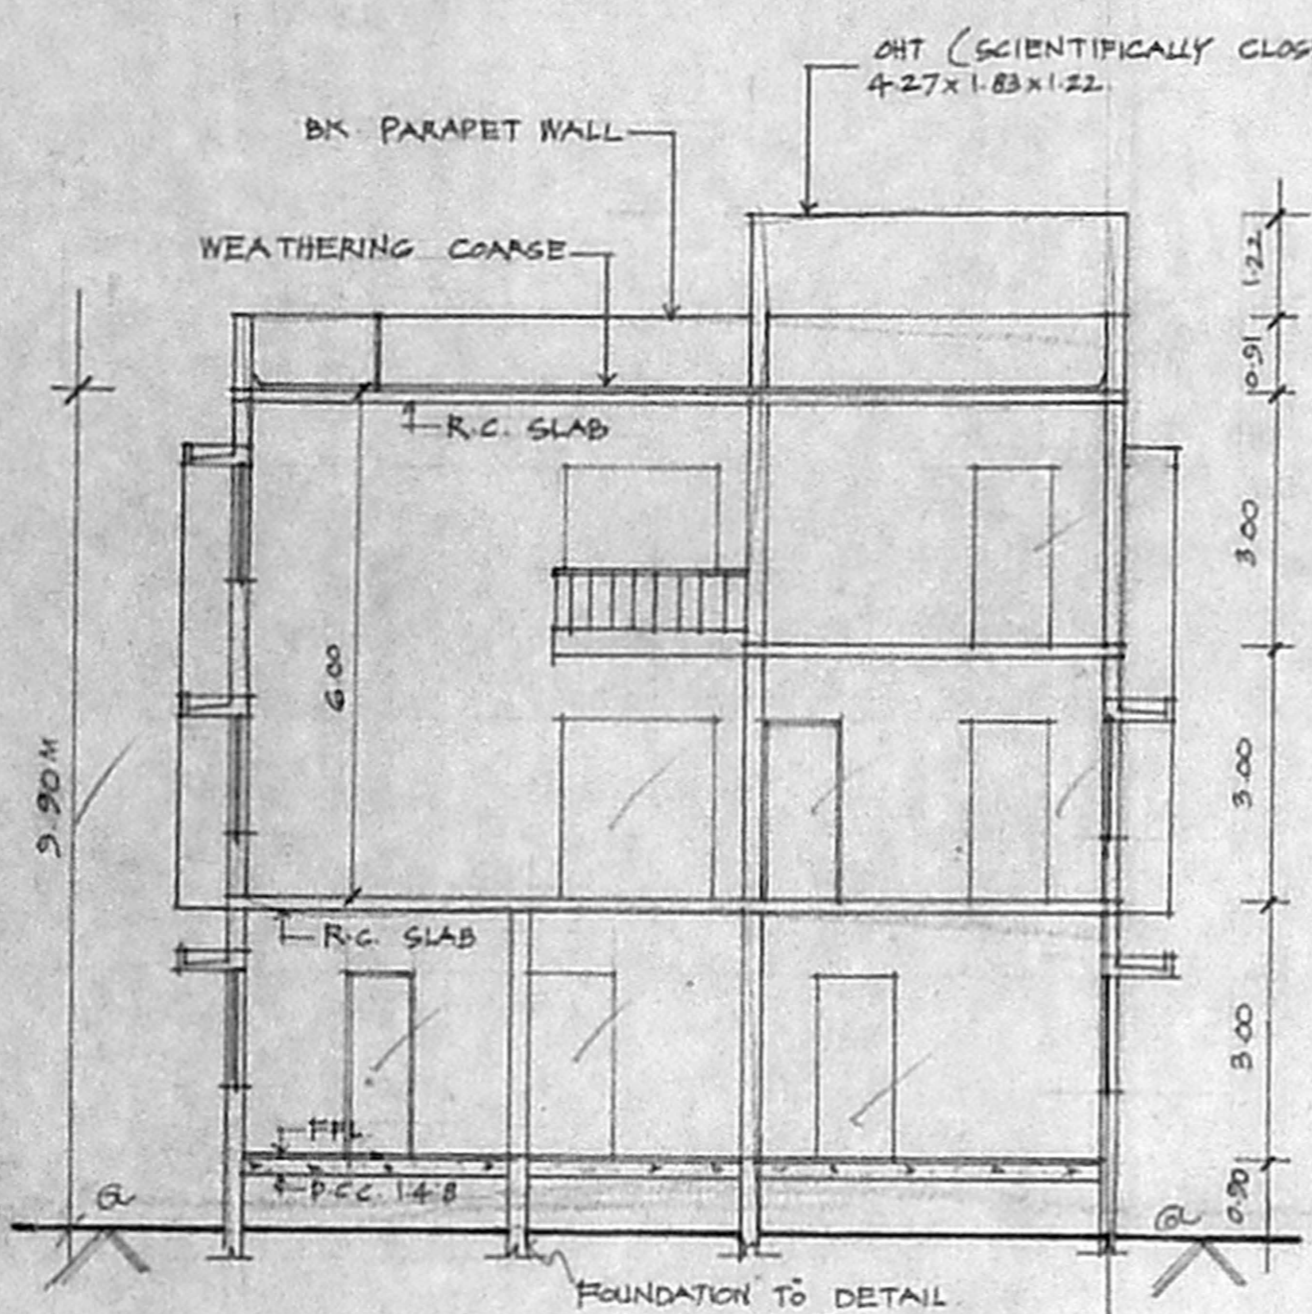 OHT (SCIENTIFICALLY CLOS
4.27 x 1.83 x 1.22
BK PARAPET WALL
WEATHERING COARSE
1.22
0.91
R.C. SLAB
3.00
6.00
9.90 M
3.00
R.C. SLAB
3.00
FFL
P.C.C. 1:4:8
GL
GL
0.90
FOUNDATION TO DETAIL